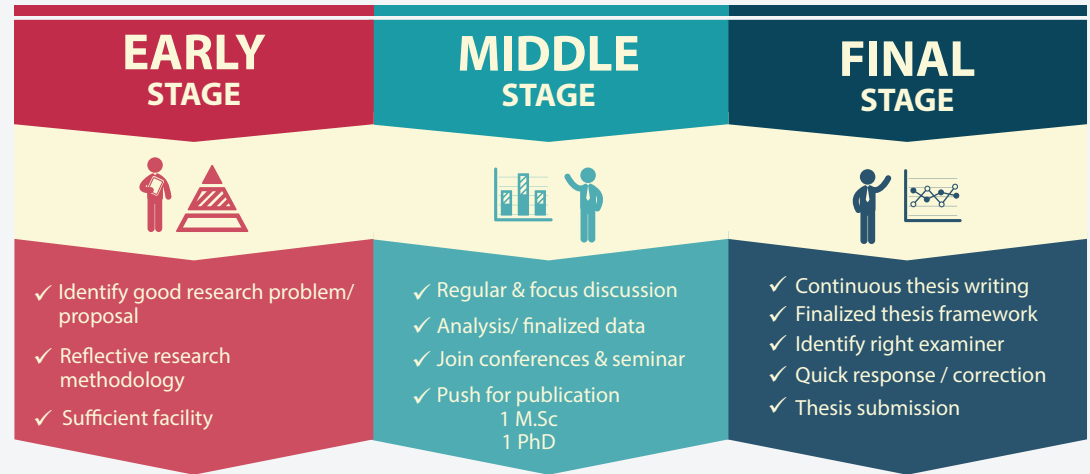 EARLY
STAGE
✓ Identify good research problem/
proposal
✓ Reflective research
methodology
✓ Sufficient facility
MIDDLE
STAGE
✓ Regular & focus discussion
✓ Analysis/ finalized data
✓ Join conferences & seminar
✓ Push for publication
1 M.Sc
1 PhD
FINAL
STAGE
✓ Continuous thesis writing
✓ Finalized thesis framework
✓ Identify right examiner
✓ Quick response / correction
✓ Thesis submission